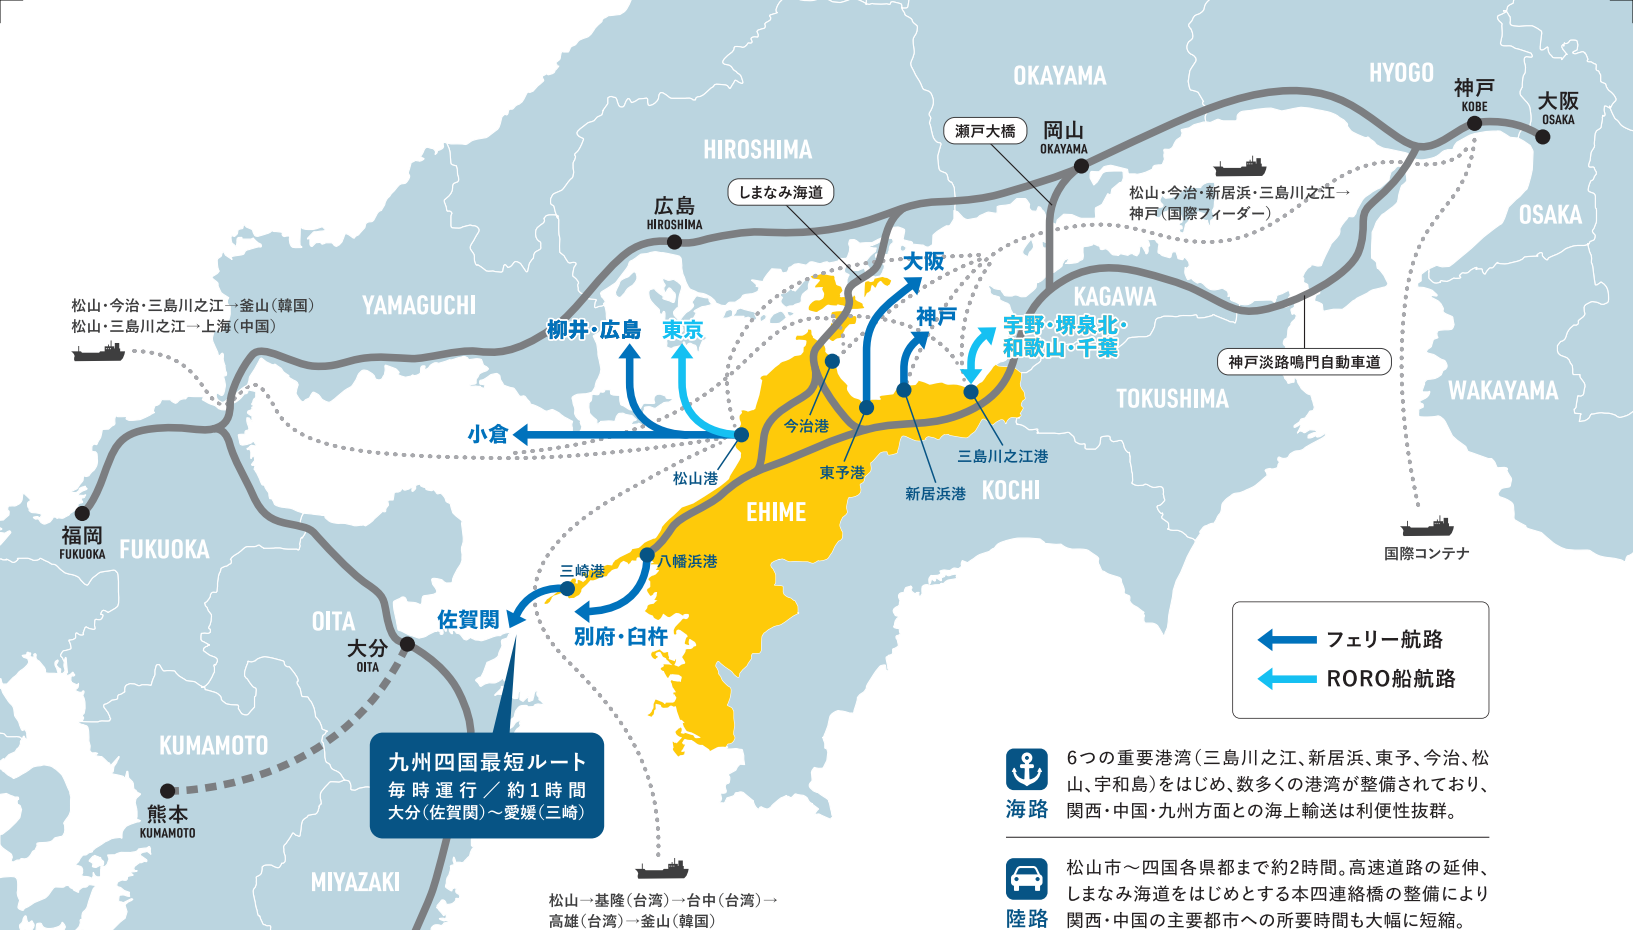 OKAYAMA
HYOGO
神戸
KOBE
大阪
OSAKA
瀬戸大橋
岡山
OKAYAMA
HIROSHIMA
しまなみ海道
松山・今治・新居浜・三島川之江→
神戸(国際フィーダー)
広島
HIROSHIMA
OSAKA
大阪
松山・今治・三島川之江→釜山(韓国)
松山・三島川之江→上海(中国)
YAMAGUCHI
KAGAWA
柳井・広島
東京
神戸
宇野・堺泉北・
和歌山・千葉
神戸淡路鳴門自動車道
WAKAYAMA
TOKUSHIMA
小倉
今治港
松山港
東予港
三島川之江港
新居浜港
KOCHI
EHIME
福岡
FUKUOKA
FUKUOKA
国際コンテナ
三崎港
八幡浜港
OITA
佐賀関
別府・臼杵
大分
OITA
フェリー航路
RORO船航路
KUMAMOTO
九州四国最短ルート
毎時運行/約1時間
大分(佐賀関)〜愛媛(三崎)
熊本
KUMAMOTO
MIYAZAKI
松山→基隆(台湾)→台中(台湾)→
高雄(台湾)→釜山(韓国)
海路
6つの重要港湾(三島川之江、新居浜、東予、今治、松
山、宇和島)をはじめ、数多くの港湾が整備されており、
関西・中国・九州方面との海上輸送は利便性抜群。
陸路
松山市〜四国各県都まで約2時間。高速道路の延伸、
しまなみ海道をはじめとする本四連絡橋の整備により
関西・中国の主要都市への所要時間も大幅に短縮。